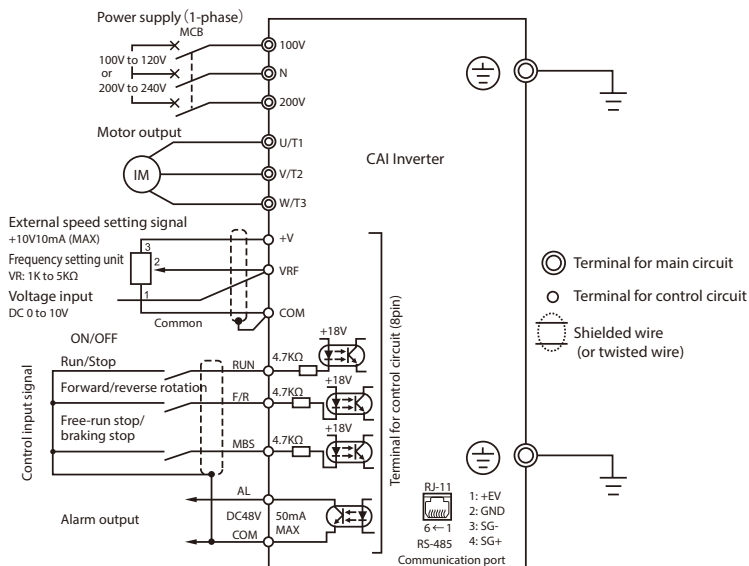 Power supply (1-phase)
MCB
100V to 120V
or
200V to 240V
100V
N
200V
Motor output
IM
U/T1
V/T2
W/T3
CAI Inverter
External speed setting signal
+10V10mA (MAX)
Frequency setting unit
VR: 1K to 5KΩ
Voltage input
DC 0 to 10V
3
2
1
Common
+V
VRF
COM
ON/OFF
Run/Stop
Forward/reverse rotation
Free-run stop/
braking stop
Control input signal
RUN
F/R
MBS
4.7KΩ
+18V
4.7KΩ
+18V
4.7KΩ
+18V
Alarm output
AL
DC48V
COM
50mA
MAX
Terminal for control circuit (8pin)
RJ-11
6←1
RS-485
Communication port
1: +EV
2: GND
3: SG-
4: SG+
Terminal for main circuit
Terminal for control circuit
Shielded wire
(or twisted wire)